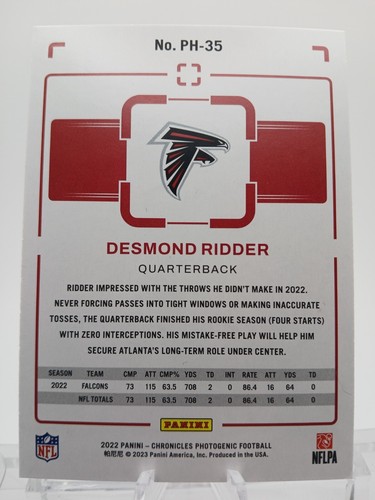 No. PH-35
DESMOND RIDDER
QUARTERBACK
RIDDER IMPRESSED WITH THE THROWS HE DIDN'T MAKE IN 2022.
NEVER FORCING PASSES INTO TIGHT WINDOWS OR MAKING INACCURATE
TOSSES, THE QUARTERBACK FINISHED HIS ROOKIE SEASON (FOUR STARTS)
WITH ZERO INTERCEPTIONS. HIS MISTAKE-FREE PLAY WILL HELP HIM
SECURE ATLANTA'S LONG-TERM ROLE UNDER CENTER.
SEASON TEAM CMP ATT CMP% YDS TD INT RATE ATT YDS TD
2022 FALCONS 73 115 63.5 708 2 0 86.4 16 64 0
NFL TOTALS 73 115 63.5 708 2 0 86.4 16 64 0
PANINI
2022 PANINI – CHRONICLES PHOTOGENIC FOOTBALL
帕尼尼 © 2023 Panini America, Inc. Produced in the USA.
NFL
NFLPA